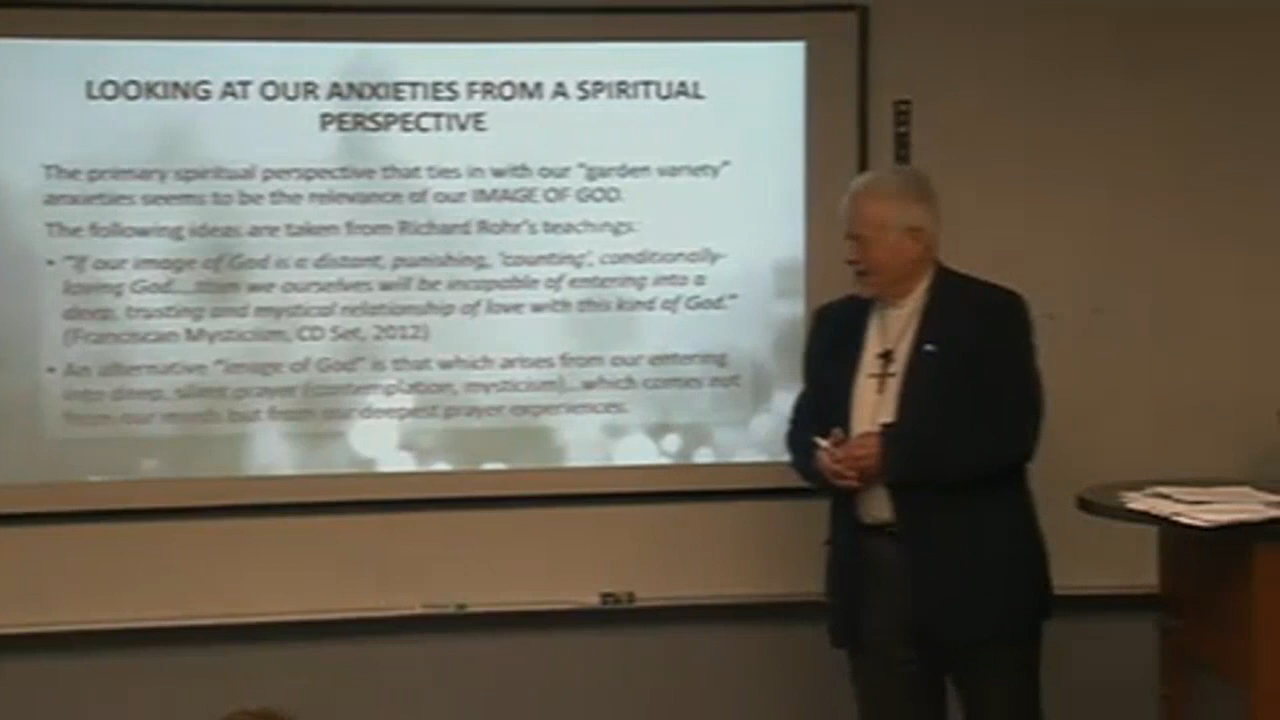 LOOKING AT OUR ANXIETIES FROM A SPIRITUAL
PERSPECTIVE
The primary spiritual perspective that ties in with our "garden variety"
anxieties seems to be the relevance of our IMAGE OF GOD.
The following ideas are taken from Richard Rohr's teachings:
• "If our image of God is a distant, punishing, 'counting', conditionally-
loving God....then we ourselves will be incapable of entering into a
deep, trusting and mystical relationship of love with this kind of God."
(Franciscan Mysticism, CD Set, 2012)
• An alternative "image of God" is that which arises from our entering
into deep, silent prayer (contemplation, mysticism)...which comes not
from our minds but from our deepest prayer experiences.